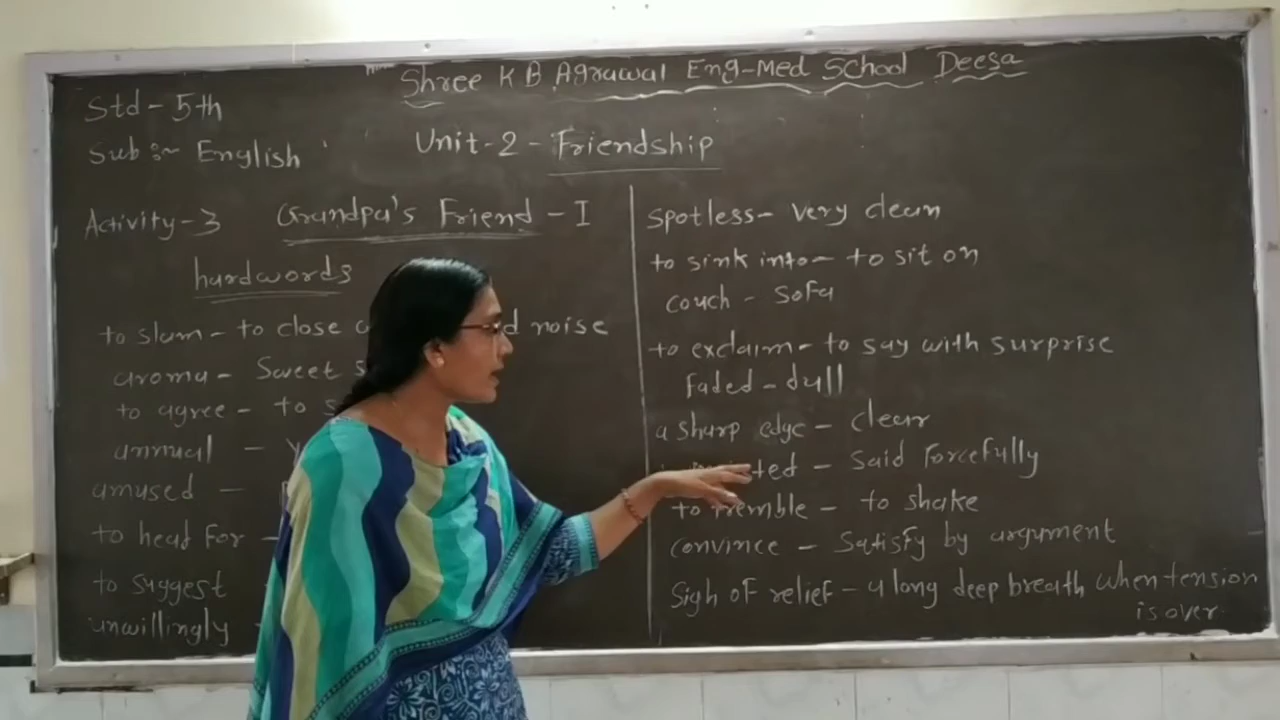 Shree K B Agrawal Eng-Med School Deesa
Std - 5th
Sub :~ English
Unit-2 - Friendship
Activity-3 Grandpa's Friend - I
hardwords
to slam - to close noise
aroma - Sweet
to agree - to
annual -
amused -
to head for -
to suggest
unwillingly -
Spotless - very clean
to sink into - to sit on
couch - sofa
to exclaim - to say with surprise
Faded - dull
a sharp edge - clear
- Said Forcefully
to tremble - to shake
convince - Satisfy by argument
Sigh of relief - a long deep breath when tension
is over.